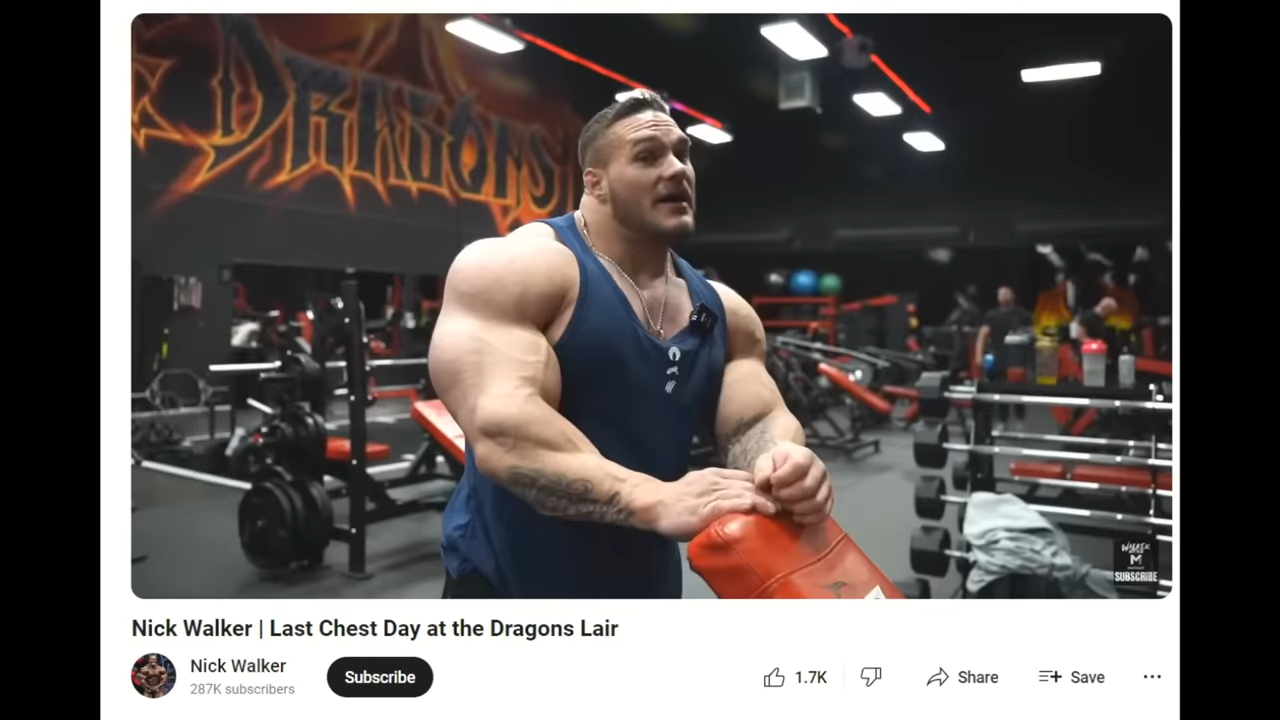 DRAGONS
WALKER
M
SUBSCRIBE
Nick Walker | Last Chest Day at the Dragons Lair
Nick Walker
287K subscribers
Subscribe
1.7K
Share
Save